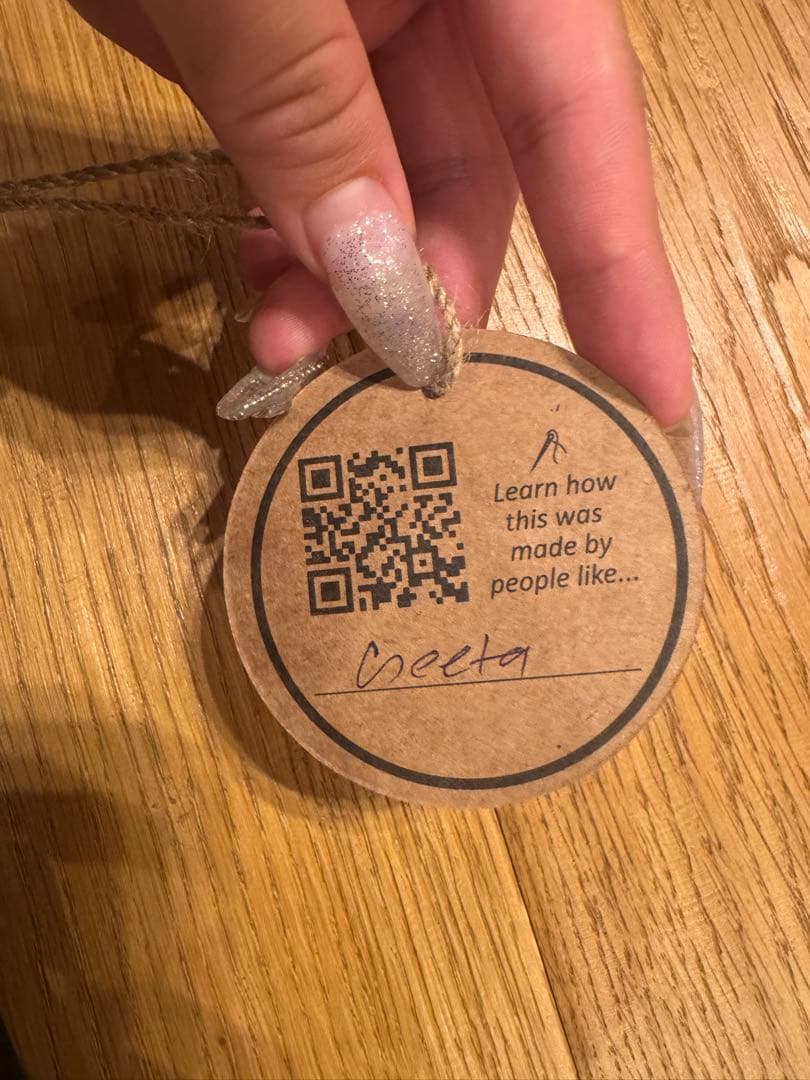 Learn how
this was
made by
people like...
Geeta